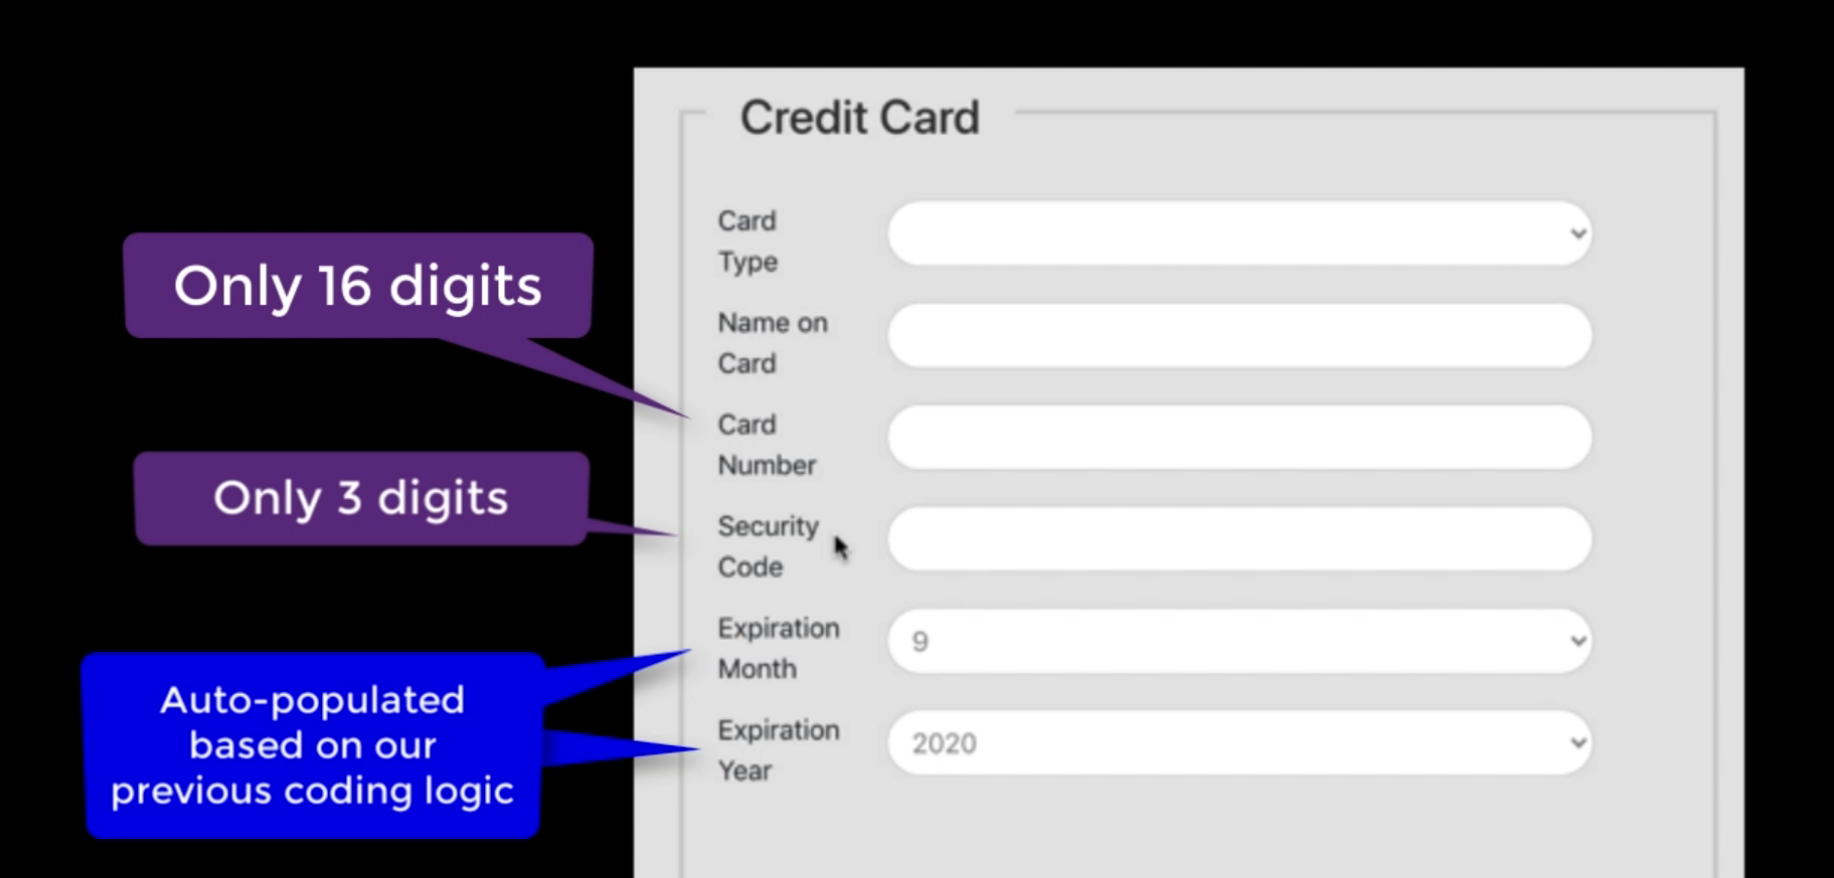 Credit Card
Card
Type
Name on
Card
Only 16 digits
Card
Number
Only 3 digits
Security
Code
Expiration
Month
9
Auto-populated
based on our
previous coding logic
Expiration
Year
2020